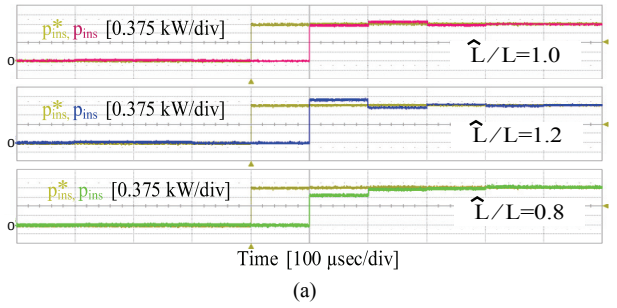 p*ins, pins [0.375 kW/div]
L̂/L=1.0
0
p*ins, pins [0.375 kW/div]
L̂/L=1.2
0
p*ins, pins [0.375 kW/div]
L̂/L=0.8
0
Time [100 μsec/div]
(a)